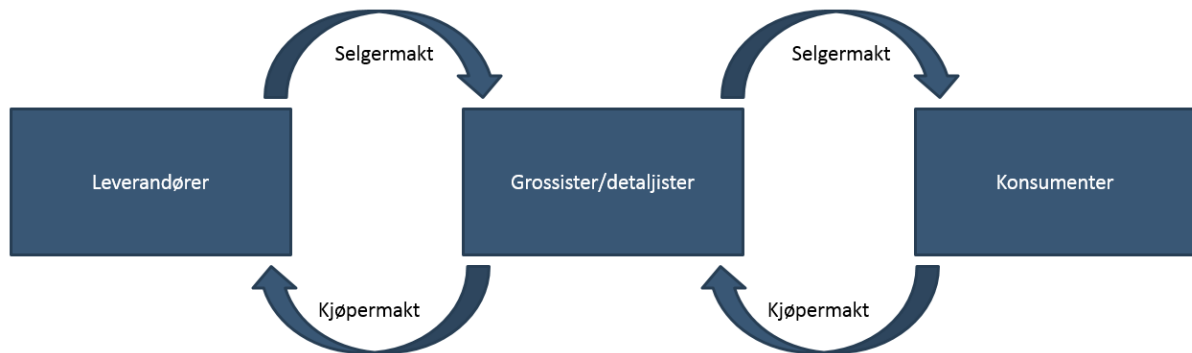 Selgermakt
Selgermakt
Leverandører
Grossister/detaljister
Konsumenter
Kjøpermakt
Kjøpermakt